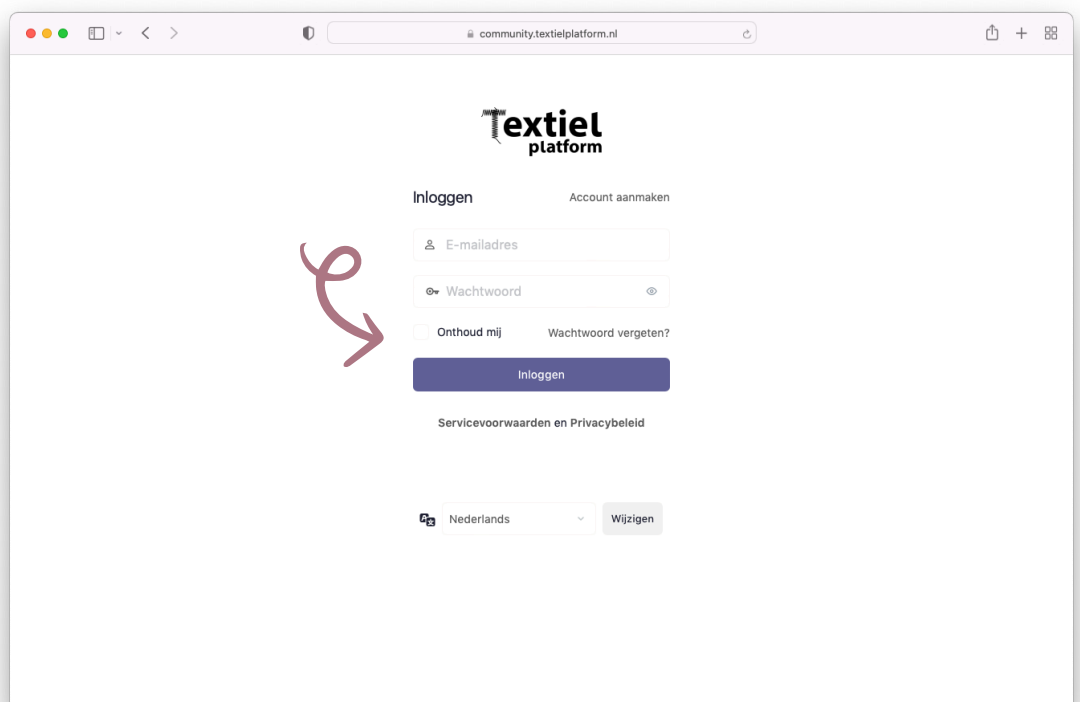 community.textielplatform.nl
Textiel
platform
Inloggen
Account aanmaken
E-mailadres
Wachtwoord
Onthoud mij
Wachtwoord vergeten?
Inloggen
Servicevoorwaarden en Privacybeleid
Nederlands
Wijzigen